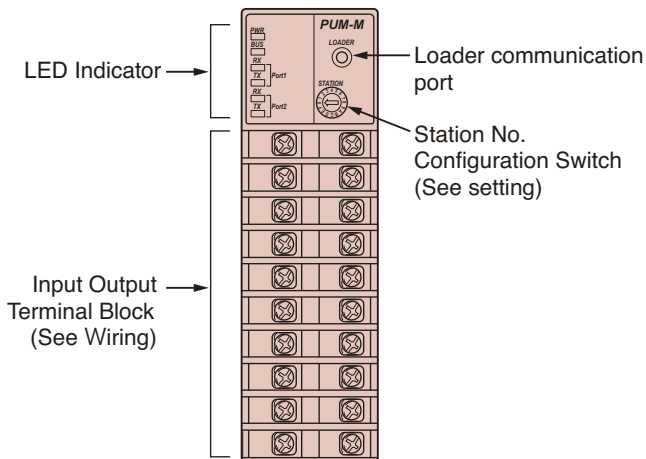 PUM-M
PWR
BUS
RX
TX
Port1
RX
TX
Port2
LOADER
STATION
LED Indicator
Loader communication
port
Station No.
Configuration Switch
(See setting)
Input Output
Terminal Block
(See Wiring)